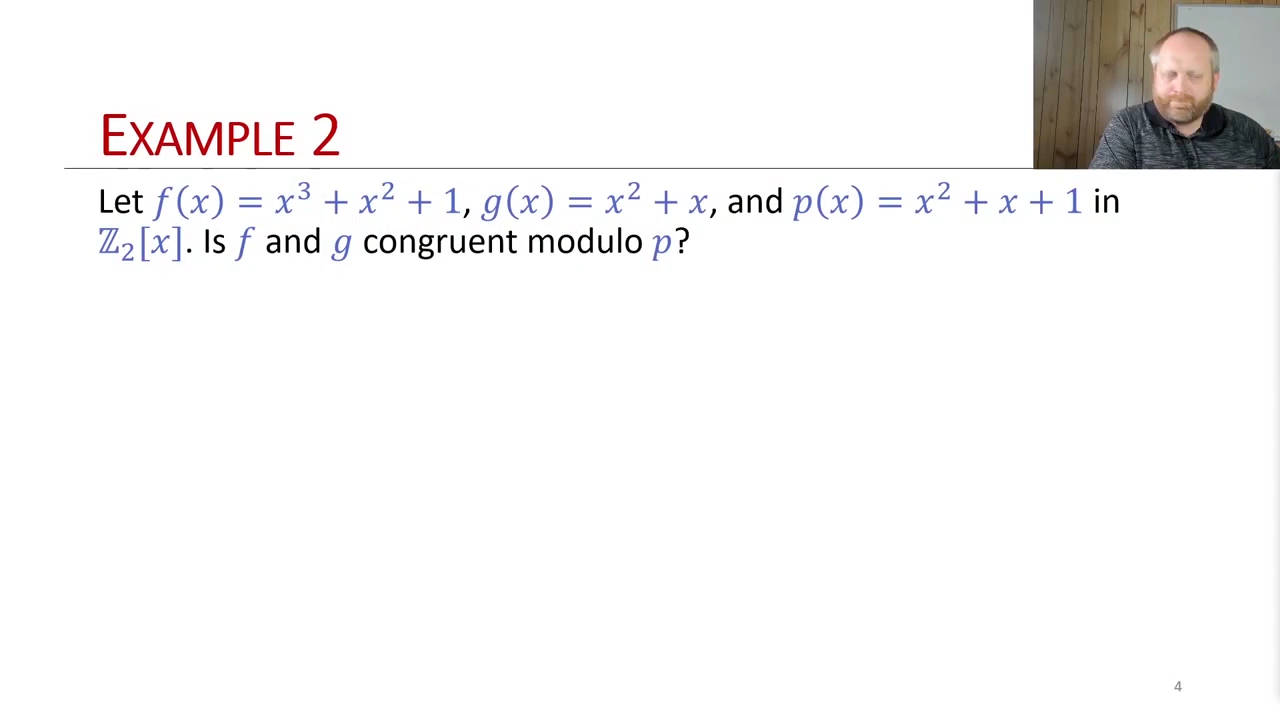 EXAMPLE 2
Let 𝑓(𝑥) = 𝑥³ + 𝑥² + 1, 𝑔(𝑥) = 𝑥² + 𝑥, and 𝑝(𝑥) = 𝑥² + 𝑥 + 1 in
ℤ₂[𝑥]. Is 𝑓 and 𝑔 congruent modulo 𝑝?
4